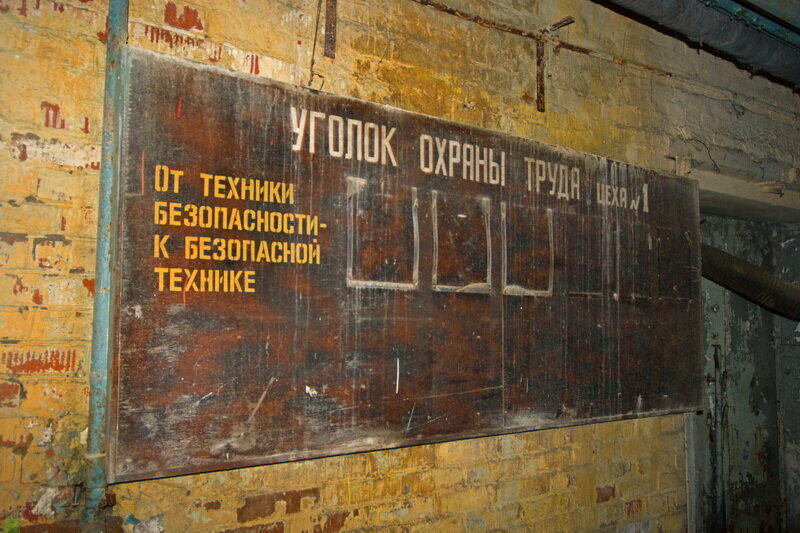 УГОЛОК ОХРАНЫ ТРУДА ЦЕХА №1
ОТ ТЕХНИКИ
БЕЗОПАСНОСТИ-
К БЕЗОПАСНОЙ
ТЕХНИКЕ